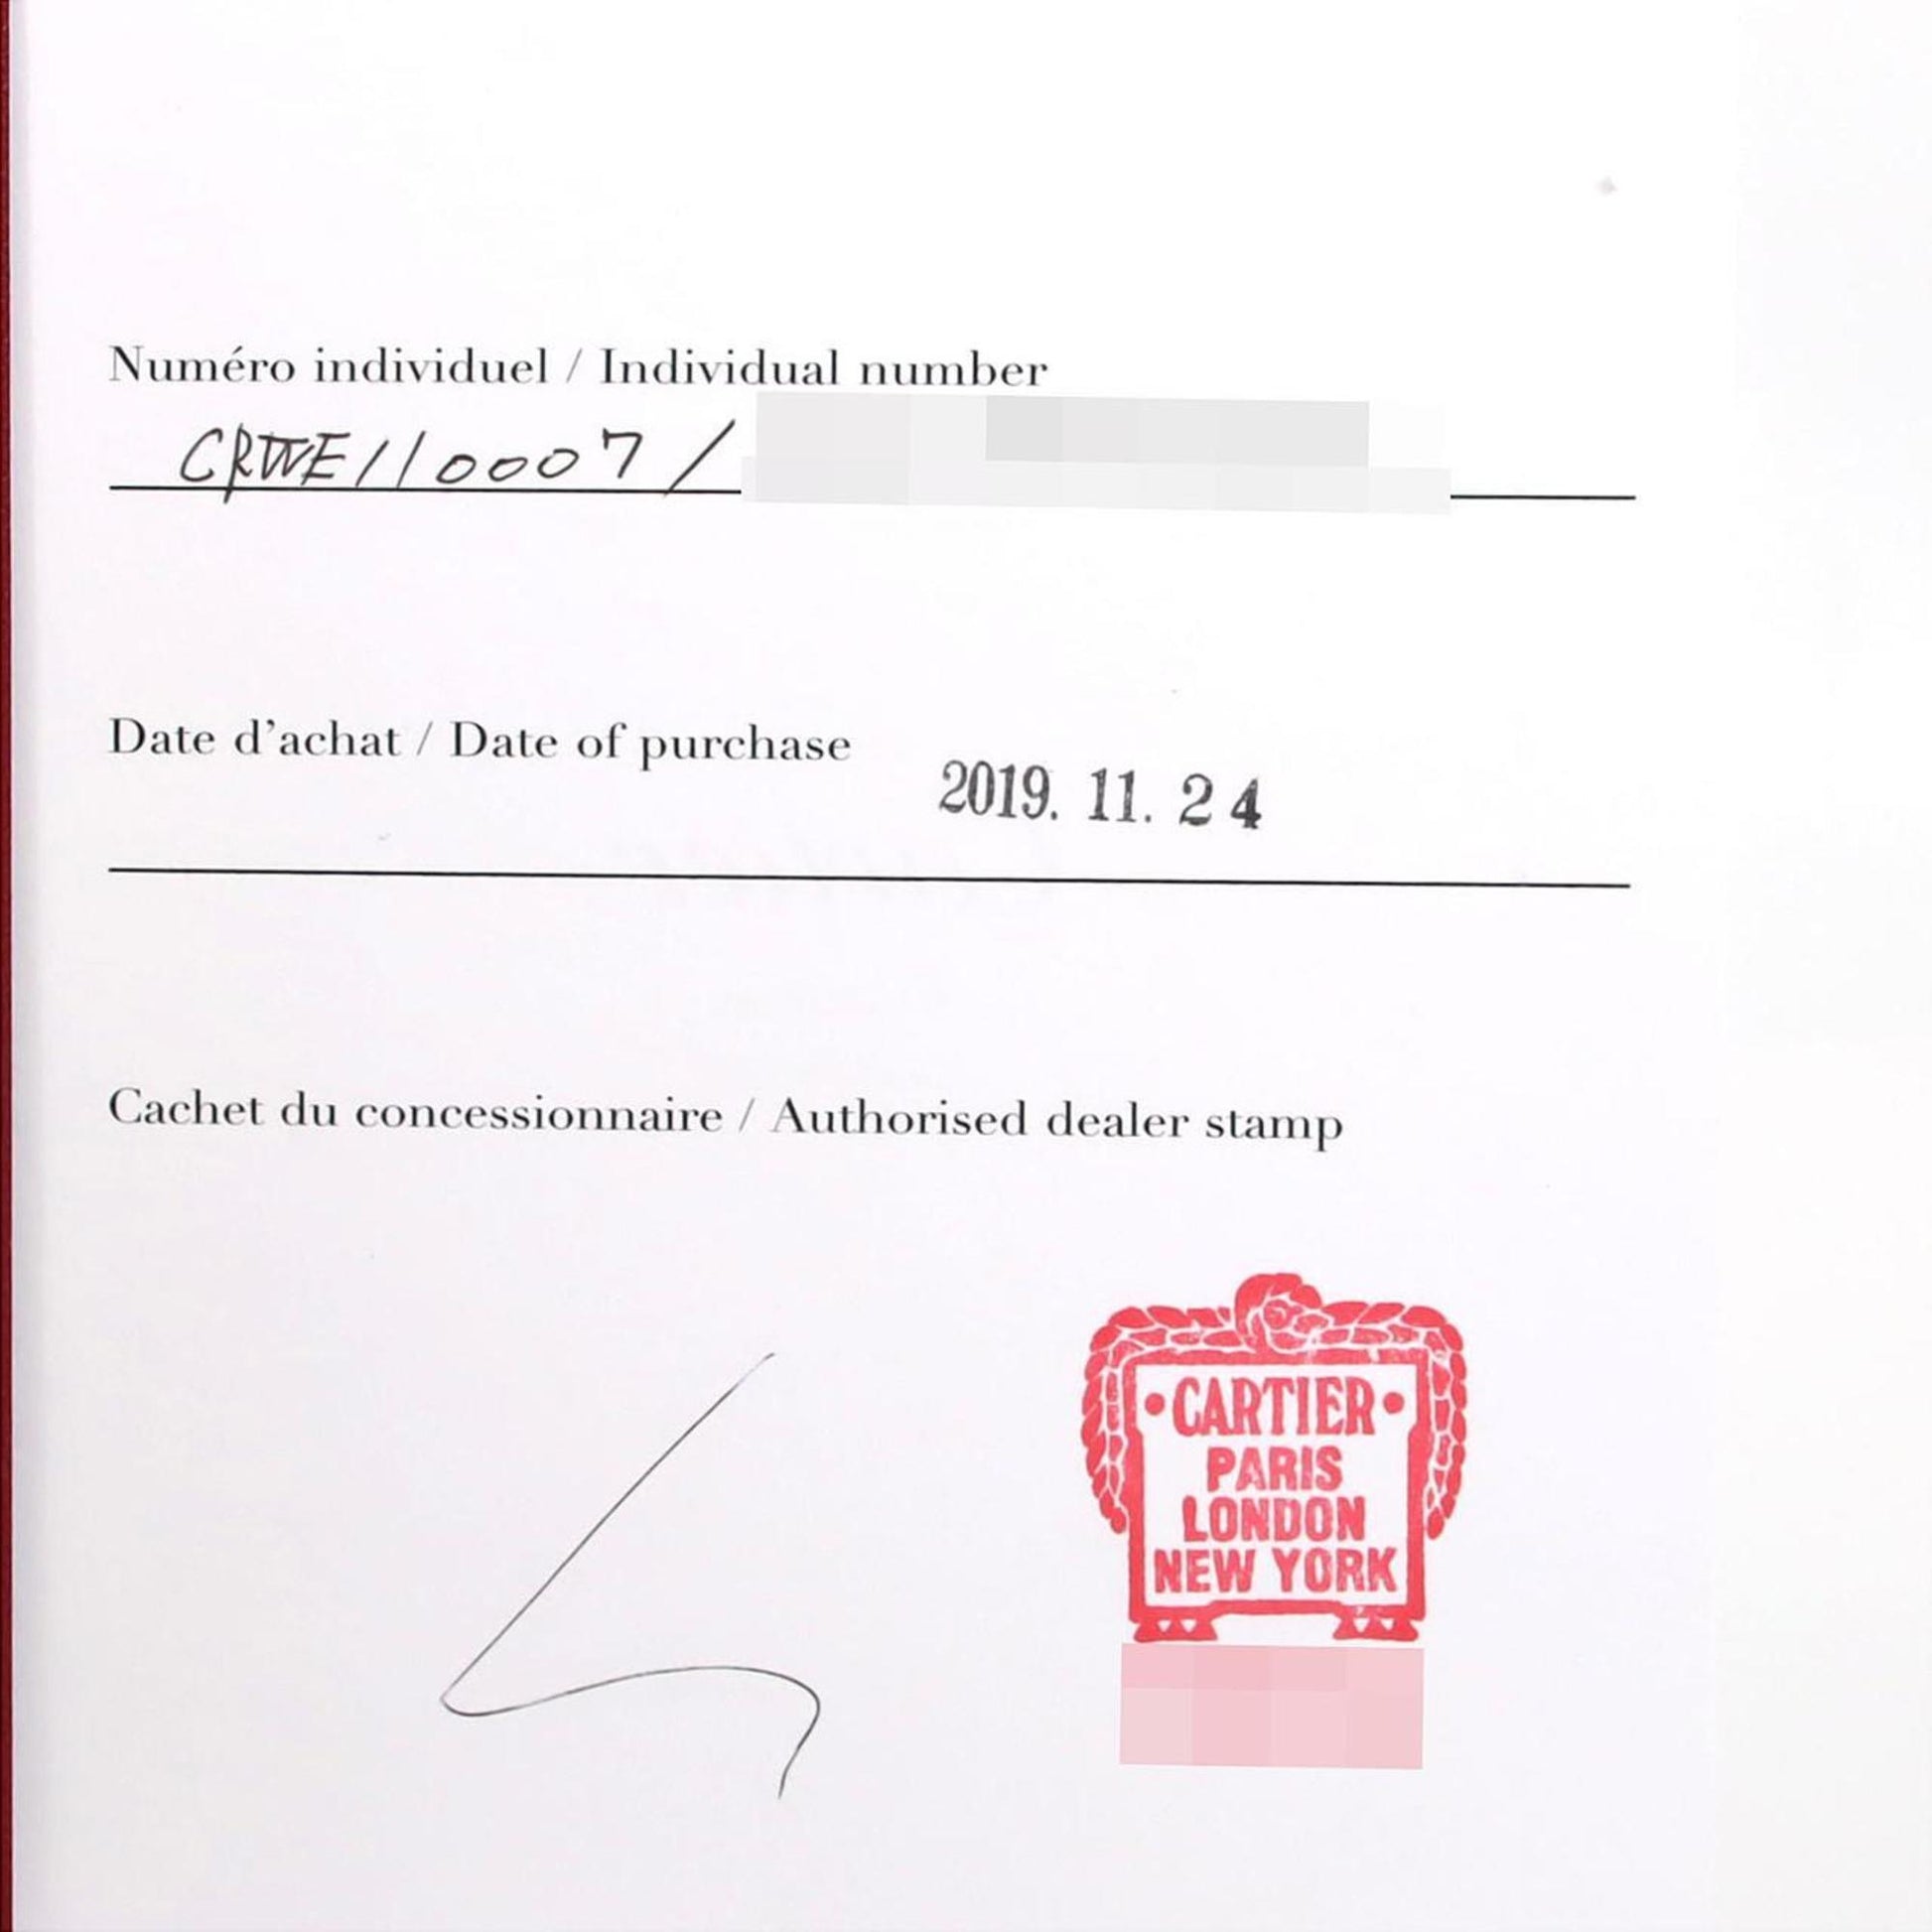 Numéro individuel / Individual number
CRWE110007 /
Date d'achat / Date of purchase
2019. 11. 24
Cachet du concessionnaire / Authorised dealer stamp
•CARTIER•
PARIS
LONDON
NEW YORK